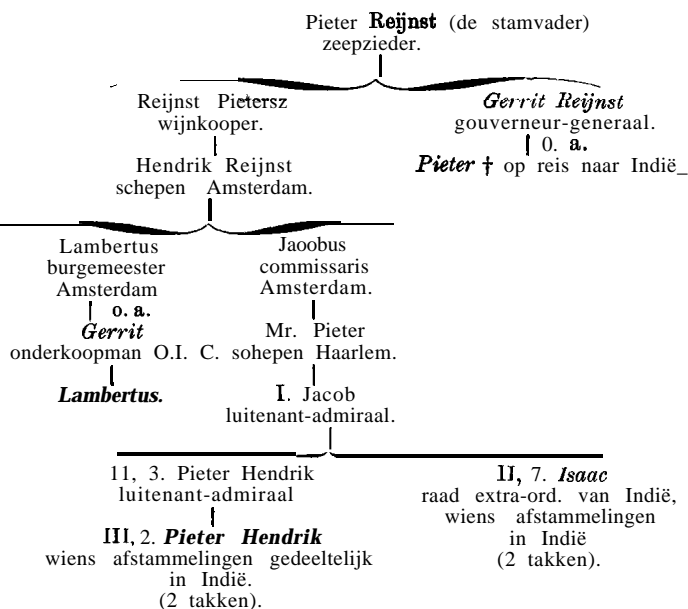 Pieter Reijnst (de stamvader)
zeepzieder.
Reijnst Pietersz
wijnkooper.
Gerrit Reijnst
gouverneur-generaal.
O. a.
Pieter † op reis naar Indië_
Hendrik Reijnst
schepen Amsterdam.
Lambertus
burgemeester
Amsterdam
o. a.
Gerrit
onderkoopman O.I. C.
Lambertus.
Jaoobus
commissaris
Amsterdam.
Mr. Pieter
sohepen Haarlem.
I. Jacob
luitenant-admiraal.
11, 3. Pieter Hendrik
luitenant-admiraal
III, 2. Pieter Hendrik
wiens afstammelingen gedeeltelijk
in Indië.
(2 takken).
II, 7. Isaac
raad extra-ord. van Indië,
wiens afstammelingen
in Indië
(2 takken).